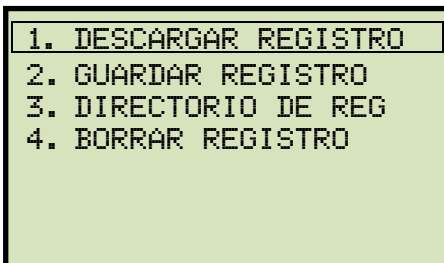 1. DESCARGAR REGISTRO
2. GUARDAR REGISTRO
3. DIRECTORIO DE REG
4. BORRAR REGISTRO